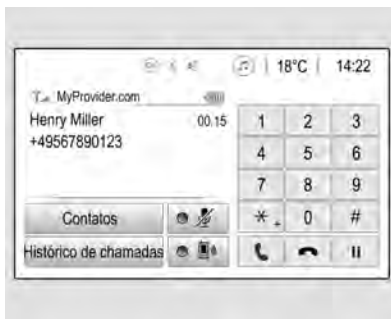 18°C 14:22
MyProvider.com
Henry Miller 00.15
+49567890123
1 2 3
4 5 6
7 8 9
* + 0 #
Contatos
Histórico de chamadas